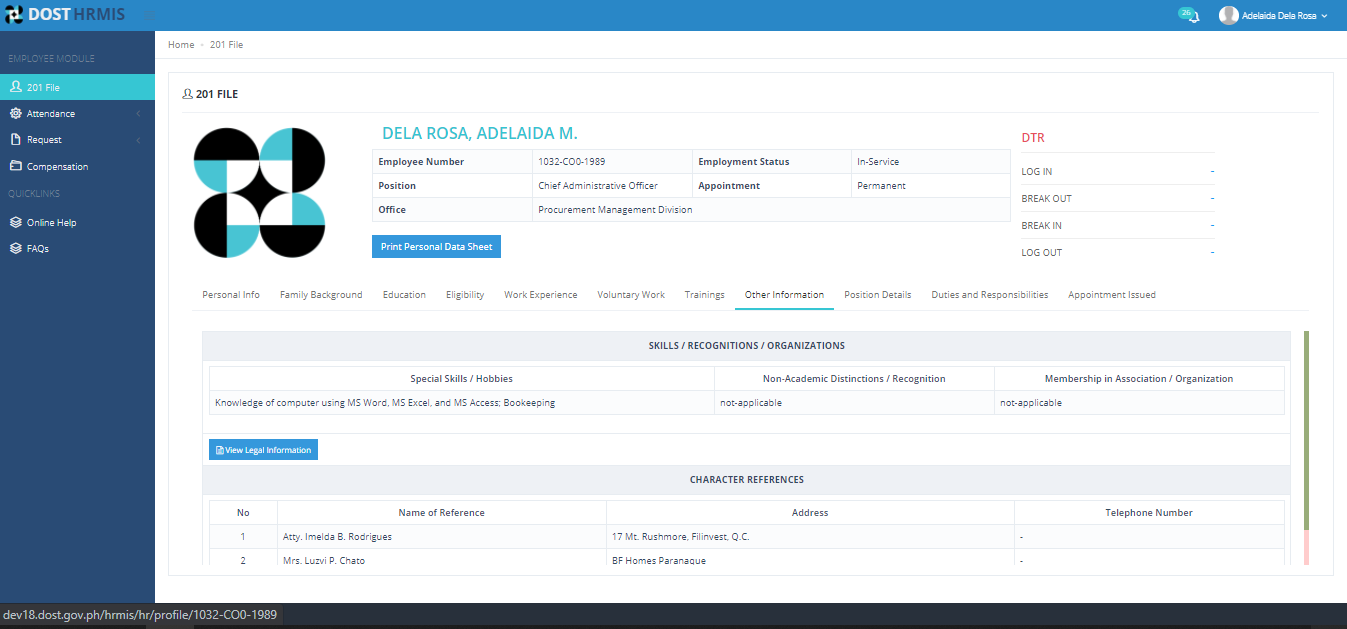 DOST HRMIS
26
Adelaida Dela Rosa
EMPLOYEE MODULE
201 File
Attendance
Request
Compensation
QUICKLINKS
Online Help
FAQs
Home - 201 File
201 FILE
DELA ROSA, ADELAIDA M.
Employee Number 1032-CO0-1989 Employment Status In-Service
Position Chief Administrative Officer Appointment Permanent
Office Procurement Management Division
Print Personal Data Sheet
DTR
LOG IN -
BREAK OUT -
BREAK IN -
LOG OUT -
Personal Info Family Background Education Eligibility Work Experience Voluntary Work Trainings Other Information Position Details Duties and Responsibilities Appointment Issued
SKILLS / RECOGNITIONS / ORGANIZATIONS
Special Skills / Hobbies Non-Academic Distinctions / Recognition Membership in Association / Organization
Knowledge of computer using MS Word, MS Excel, and MS Access; Bookeeping not-applicable not-applicable
View Legal Information
CHARACTER REFERENCES
No Name of Reference Address Telephone Number
1 Atty. Imelda B. Rodrigues 17 Mt. Rushmore, Filinvest, Q.C. -
2 Mrs. Luzvi P. Chato BF Homes Paranaque -
dev18.dost.gov.ph/hrmis/hr/profile/1032-CO0-1989